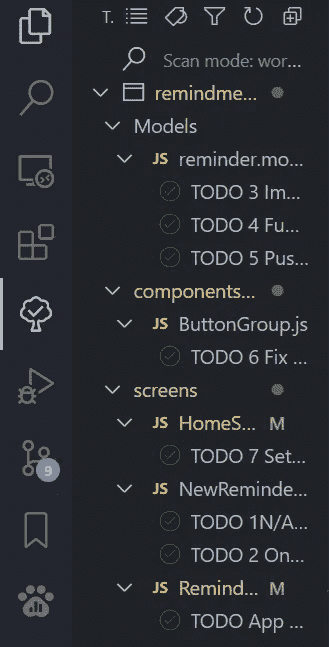 T.
Scan mode: wor...
remindme...
Models
JS reminder.mo...
TODO 3 Im...
TODO 4 Fu...
TODO 5 Pus...
components...
JS ButtonGroup.js
TODO 6 Fix ...
screens
JS HomeS... M
TODO 7 Set...
9
JS NewReminde...
TODO 1N/A...
TODO 2 On...
JS Remind... M
TODO App ...